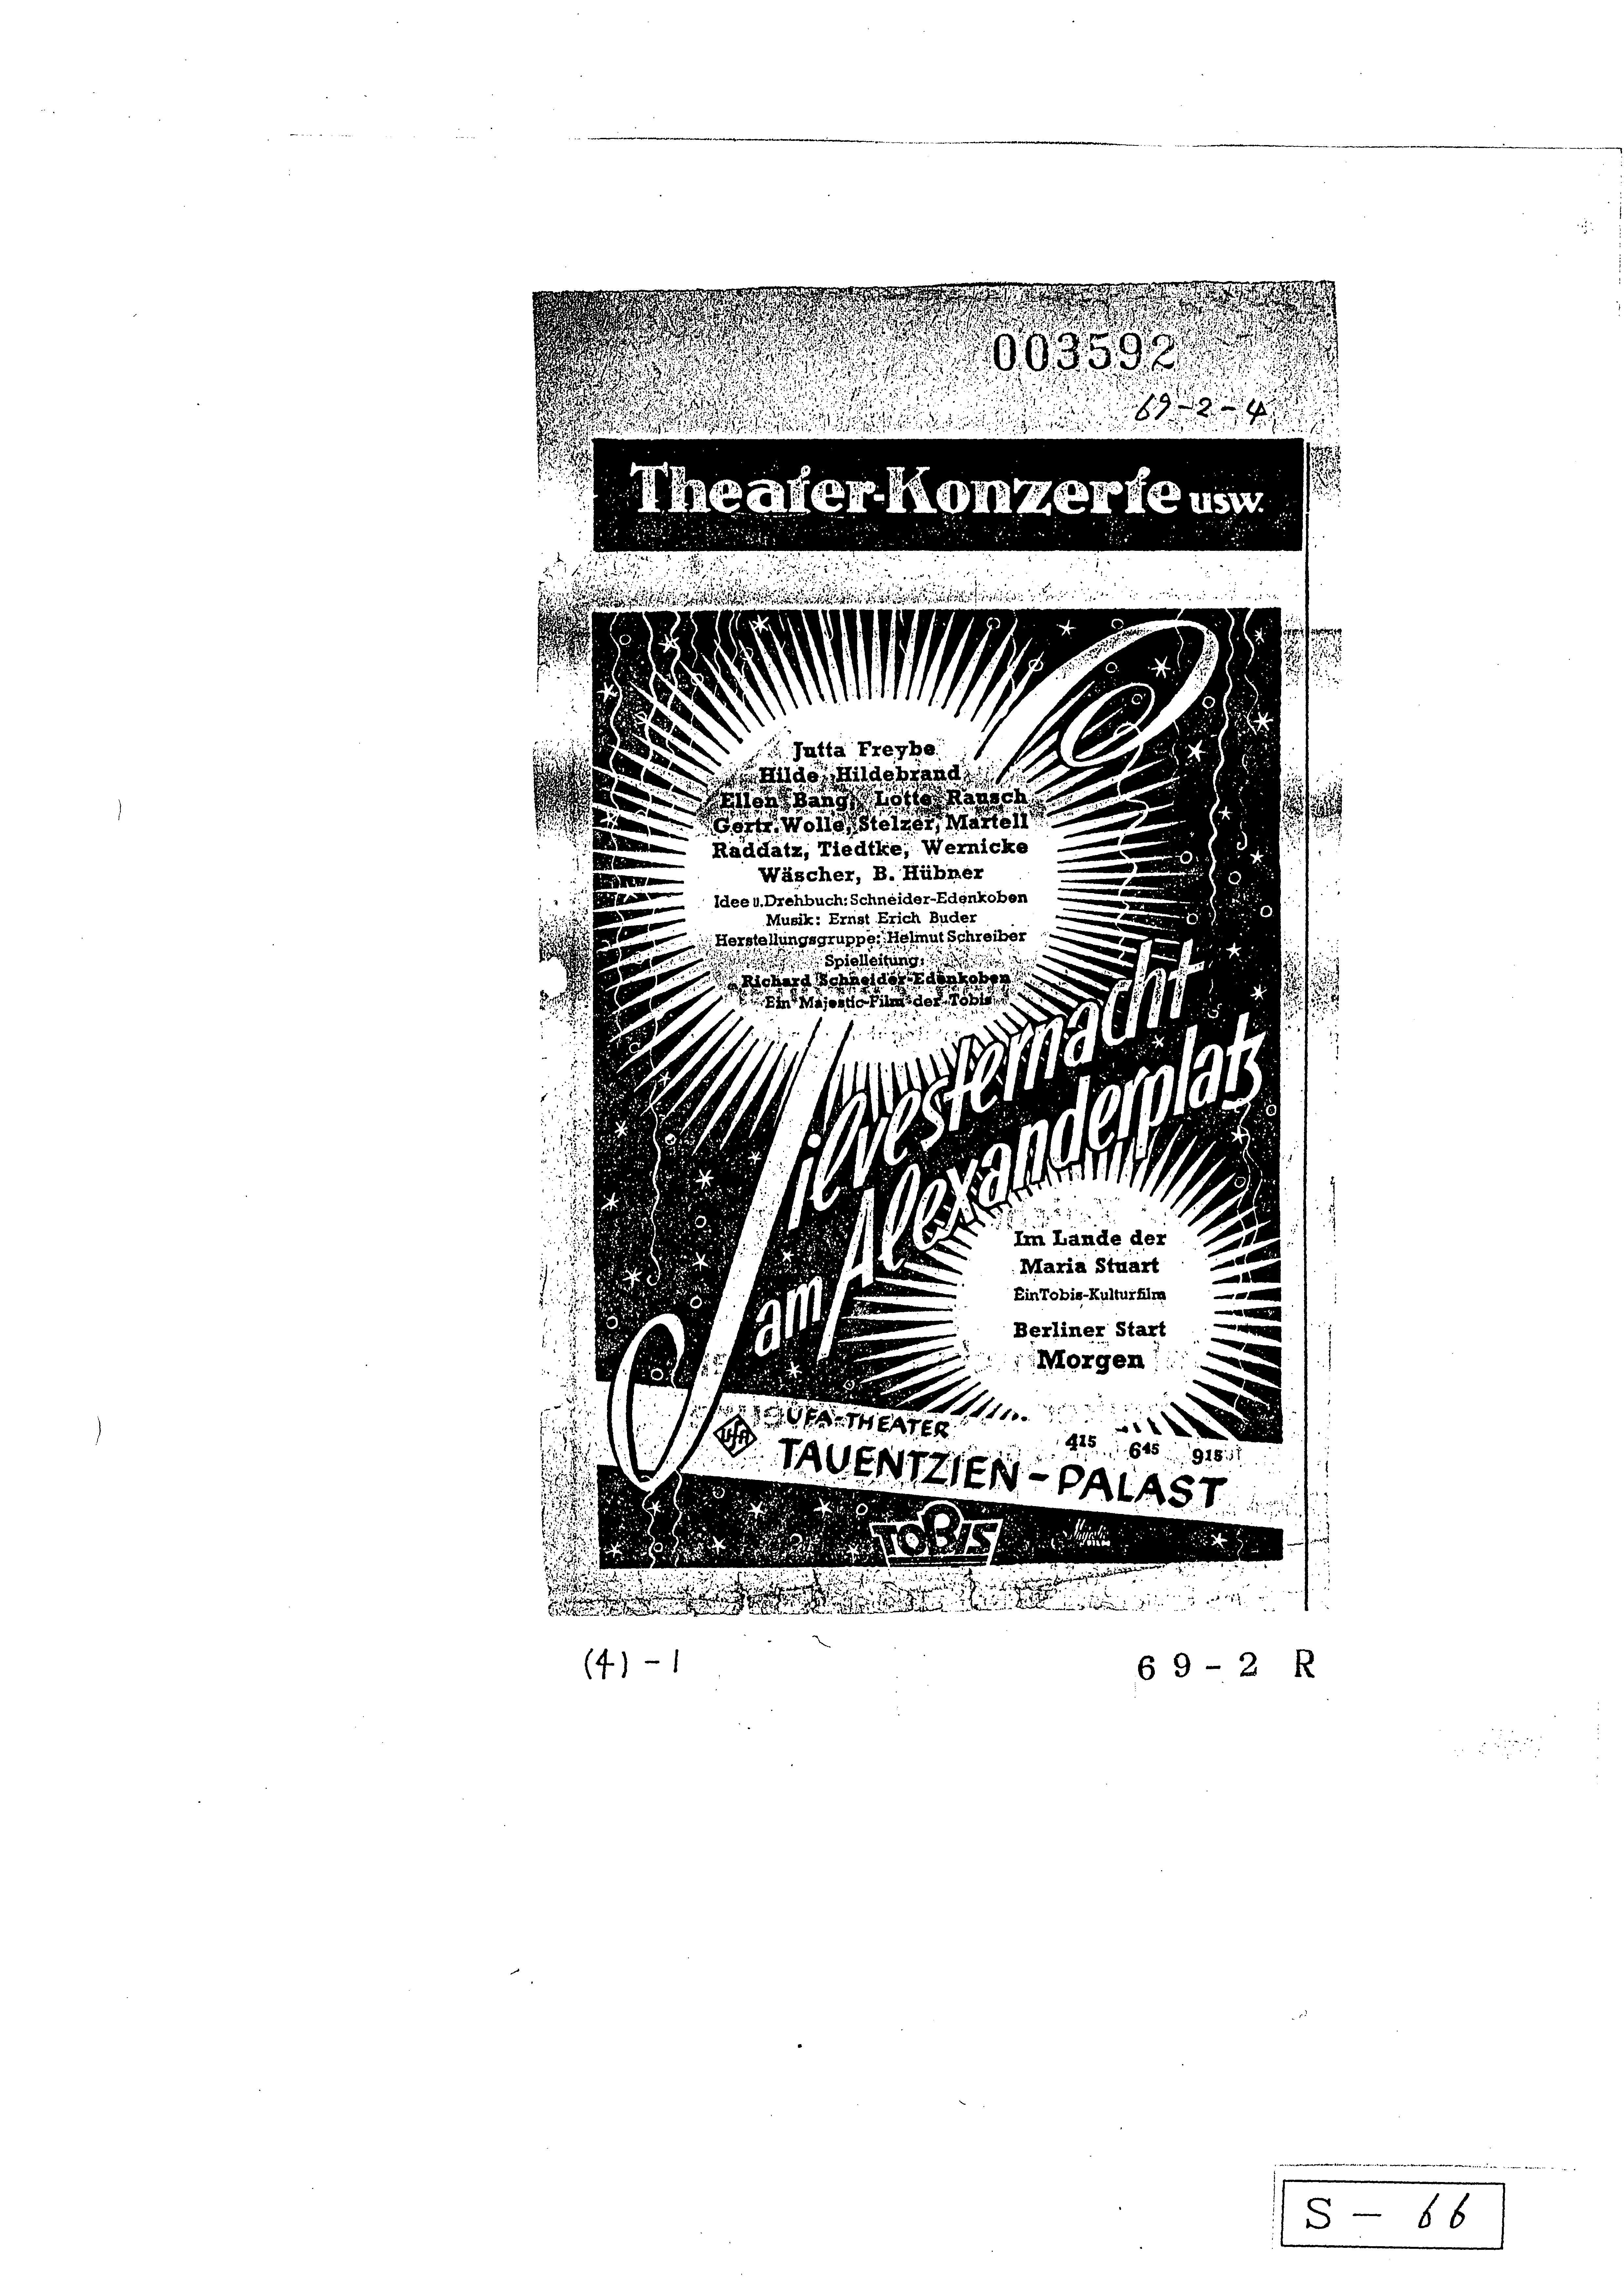 003592
69-2-4
Theater-Konzerte usw.
Jutta Freybe
Hilde Hildebrand
Ellen Bang, Lotte Rausch
Gertr. Wolle, Stelzer, Martell
Raddatz, Tiedtke, Wernicke
Wäscher, B. Hübner
Idee u. Drehbuch: Schneider-Edenkoben
Musik: Ernst Erich Buder
Herstellungsgruppe: Helmut Schreiber
Spielleitung:
Richard Schneider-Edenkoben
Ein Majestic-Film der Tobis
Silvesternacht
am Alexanderplatz
Im Lande der
Maria Stuart
Ein Tobis-Kulturfilm
Berliner Start
Morgen
Ufa UFA-THEATER
415 645 915
TAUENTZIEN-PALAST
TOBIS Majestic FILM
(4)-1 69-2 R
S-66